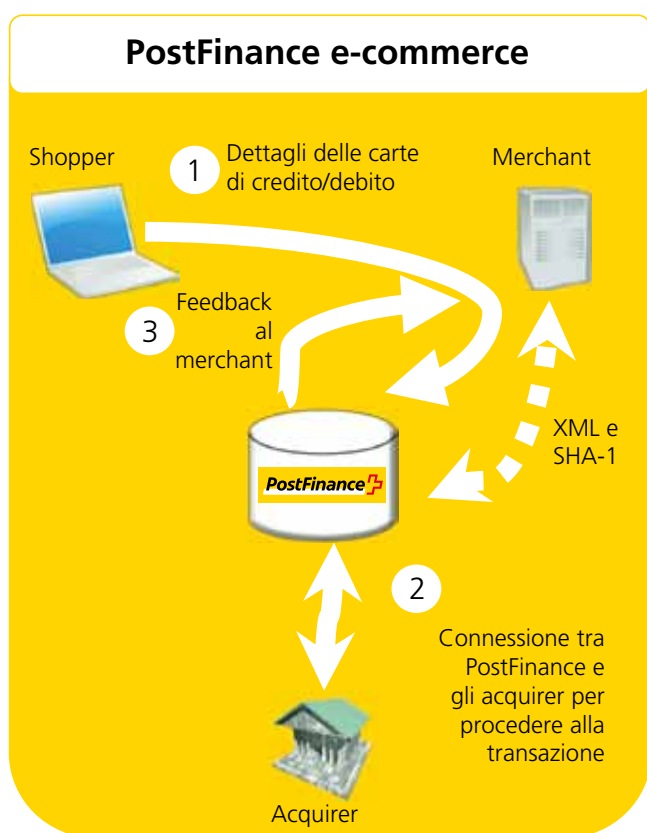 PostFinance e-commerce
Shopper
1
Dettagli delle carte
di credito/debito
Merchant
3
Feedback
al
merchant
XML e
SHA-1
PostFinance
2
Connessione tra
PostFinance e
gli acquirer per
procedere alla
transazione
Acquirer